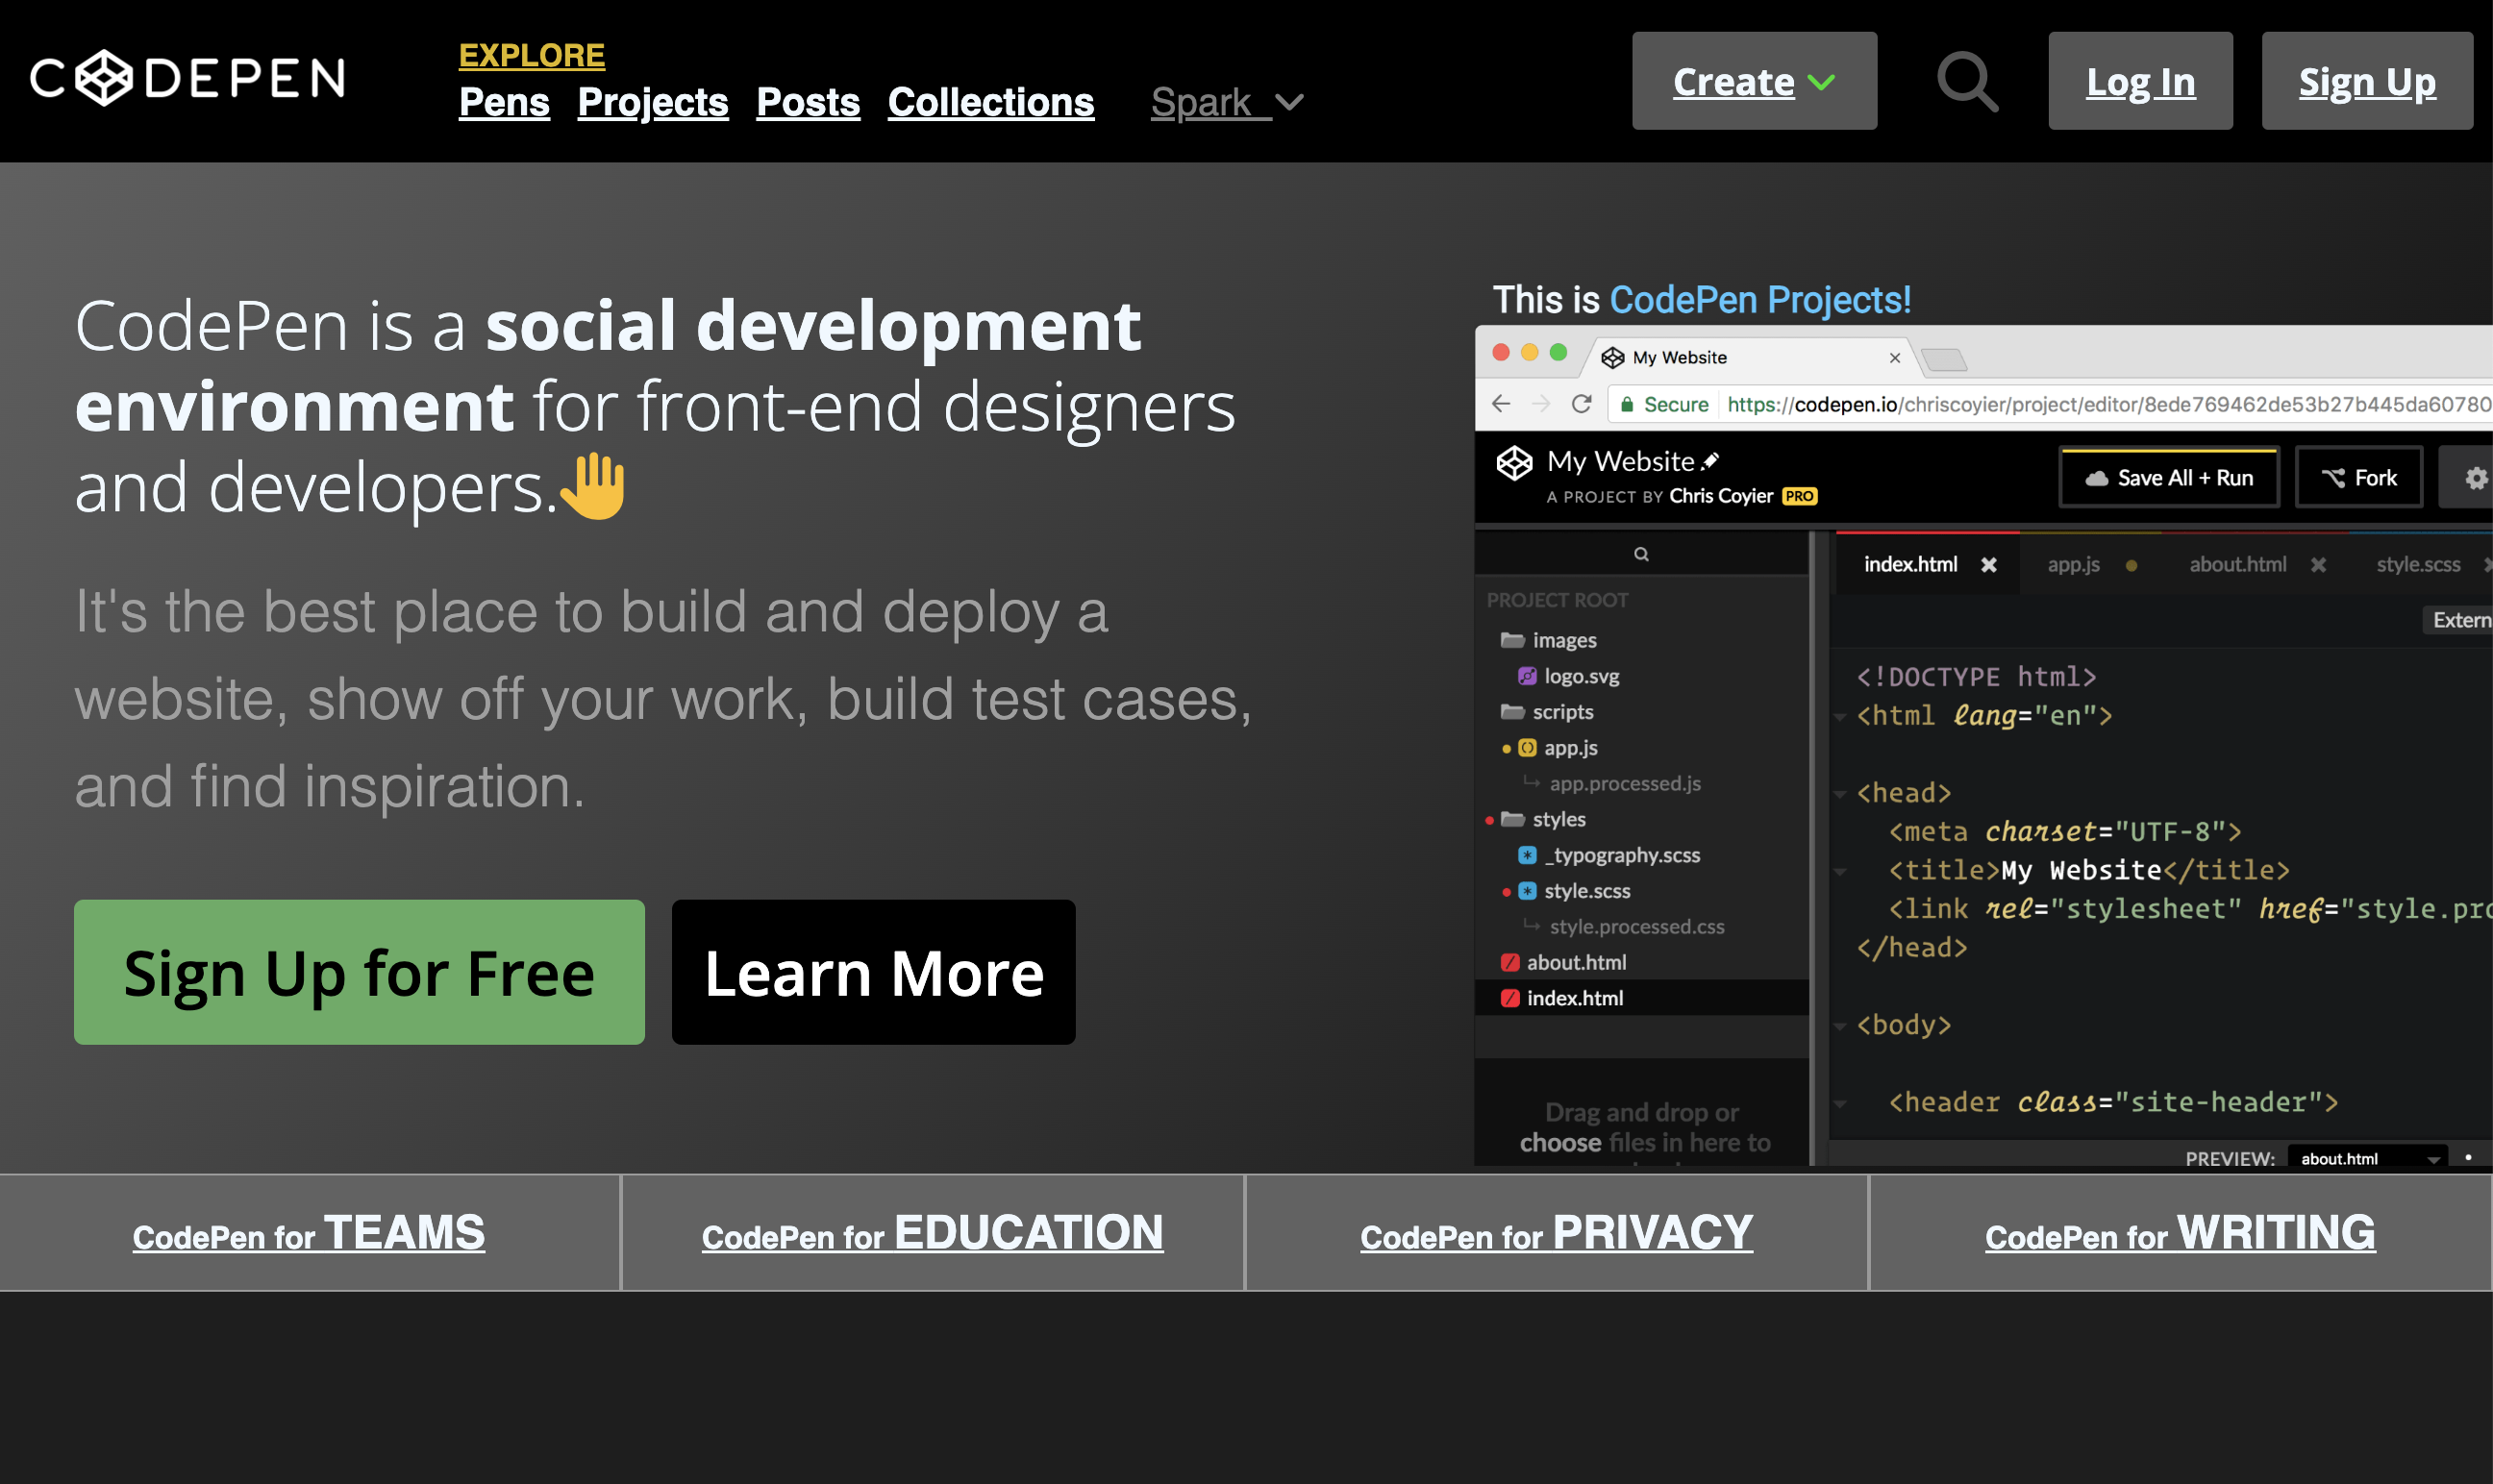 CODEPEN
EXPLORE
Pens Projects Posts Collections Spark
Create
Log In
Sign Up
CodePen is a social development
environment for front-end designers
and developers.
It's the best place to build and deploy a
website, show off your work, build test cases,
and find inspiration.
Sign Up for Free
Learn More
This is CodePen Projects!
My Website
Secure https://codepen.io/chriscoyier/project/editor/8ede769462de53b27b445da60780
My Website
A PROJECT BY Chris Coyier PRO
Save All + Run
Fork
index.html app.js about.html style.scss
Extern
PROJECT ROOT
images
logo.svg
scripts
app.js
app.processed.js
styles
_typography.scss
style.scss
style.processed.css
about.html
index.html
Drag and drop or
choose files in here to
<!DOCTYPE html>
<html lang="en">
<head>
<meta charset="UTF-8">
<title>My Website</title>
<link rel="stylesheet" href="style.pro
</head>
<body>
<header class="site-header">
PREVIEW: about.html
CodePen for TEAMS
CodePen for EDUCATION
CodePen for PRIVACY
CodePen for WRITING